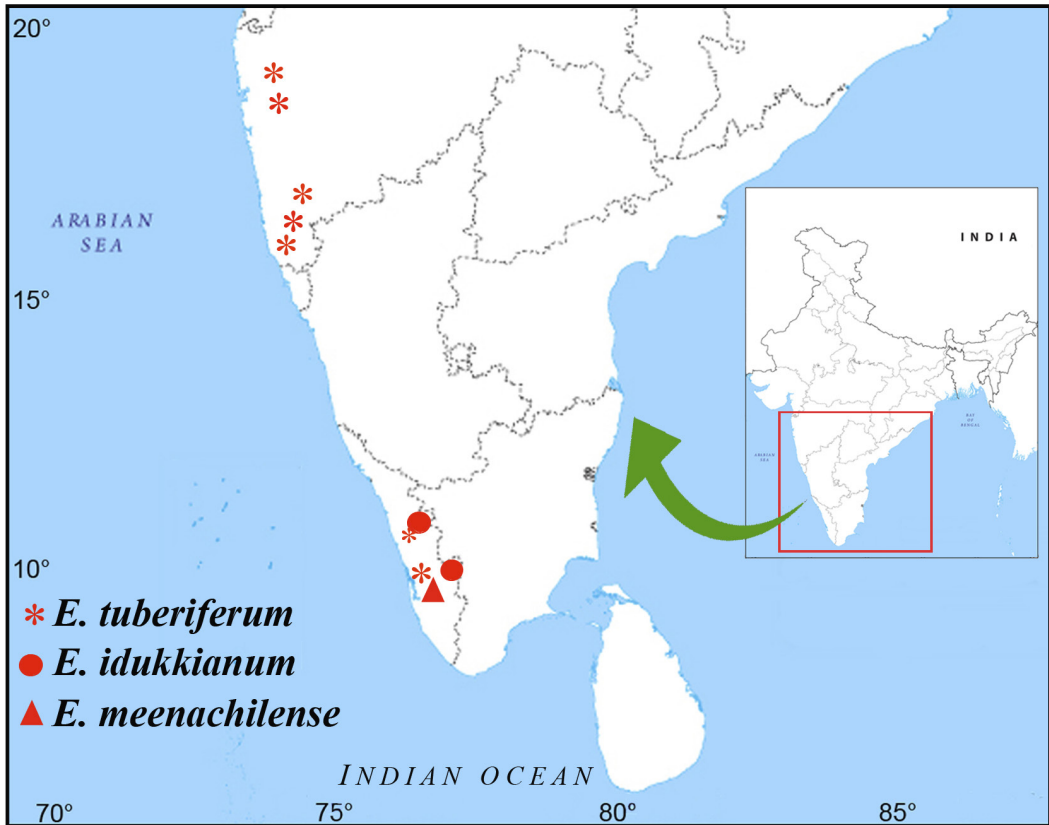 20°
ARABIAN
SEA
15°
10°
* E. tuberiferum
E. idukkianum
E. meenachilense
INDIAN OCEAN
70°
75°
80°
85°
INDIA
ARABIAN
SEA
BAY
OF
BENGAL